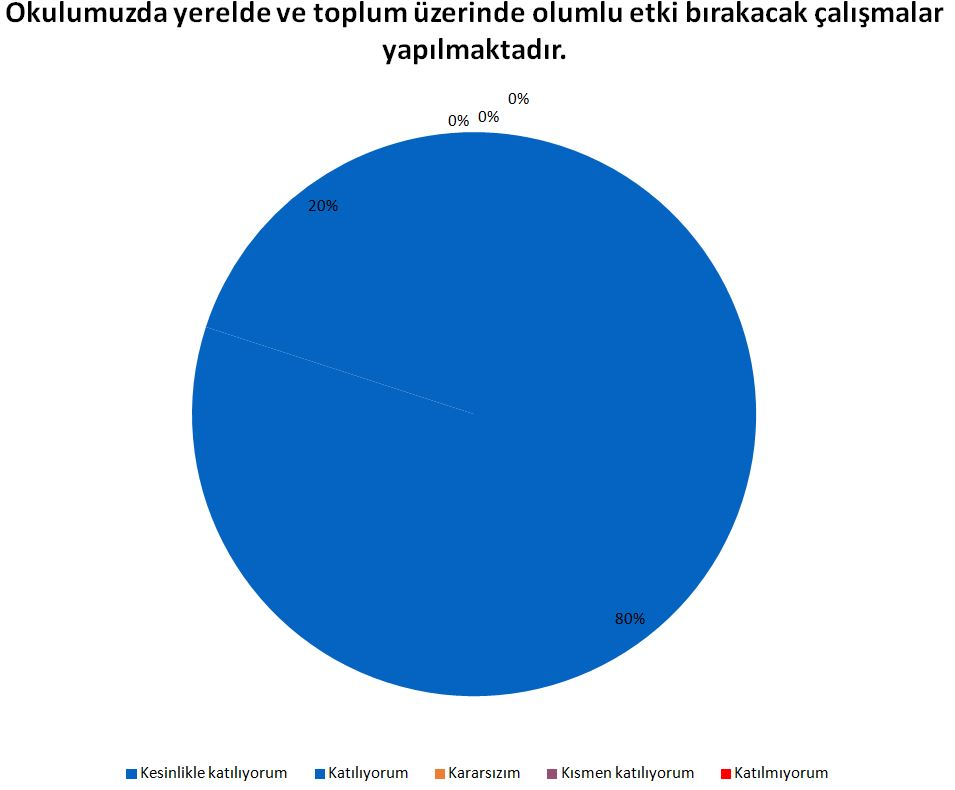 Okulumuzda yerelde ve toplum üzerinde olumlu etki bırakacak çalışmalar
yapılmaktadır.
0%
0% 0%
20%
80%
Kesinlikle katılıyorum Katılıyorum Kararsızım Kısmen katılıyorum Katılmıyorum